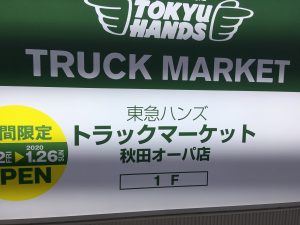 TOKYU
HANDS
TRUCK MARKET
東急ハンズ
トラックマーケット
秋田オーパ店
1F
間限定
2020
1.26 SUN